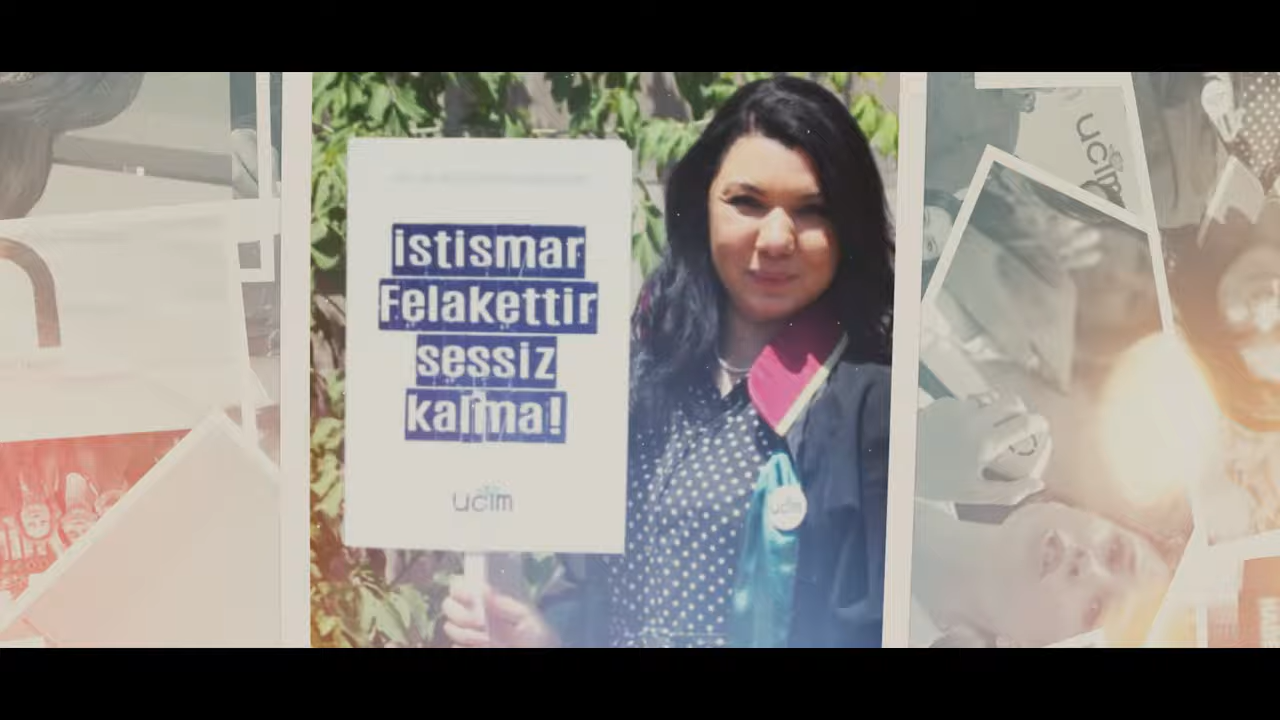 istismar
Felakettir
sessiz
kalma!
ucim
ucim
ucim